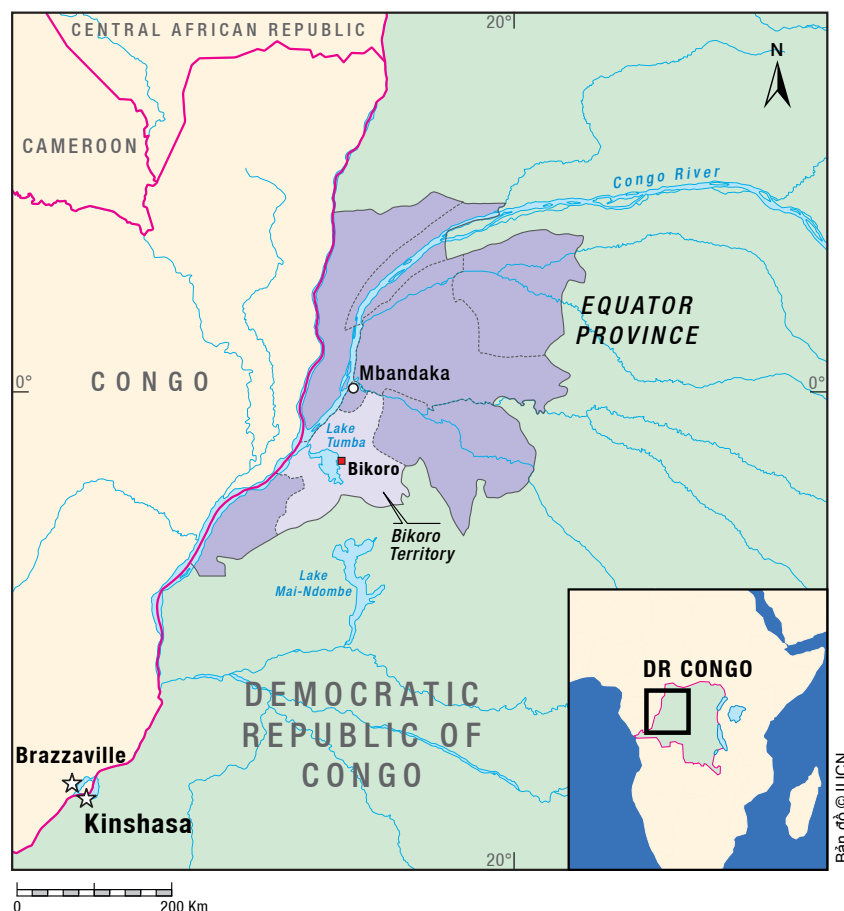 CENTRAL AFRICAN REPUBLIC
20°
N
CAMEROON
Congo River
EQUATOR
PROVINCE
Mbandaka
CONGO
0°
0°
Lake
Tumba
Bikoro
Bikoro
Territory
Lake
Mai-Ndombe
DR CONGO
DEMOCRATIC
REPUBLIC OF
CONGO
Brazzaville
Kinshasa
20°
Bản đồ © IUCN
0
200 Km